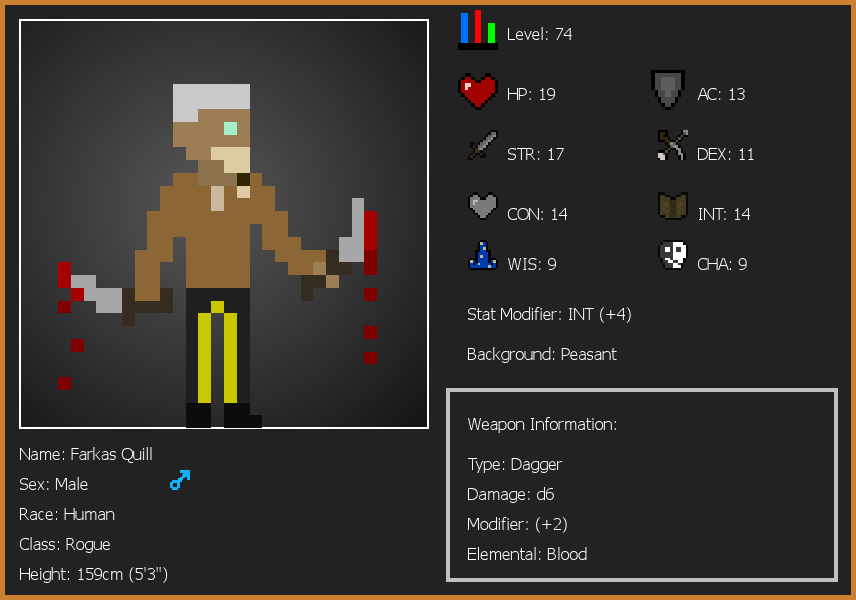 Level: 74
HP: 19
AC: 13
STR: 17
DEX: 11
CON: 14
INT: 14
WIS: 9
CHA: 9
Stat Modifier: INT (+4)
Background: Peasant
Weapon Information:
Type: Dagger
Damage: d6
Modifier: (+2)
Elemental: Blood
Name: Farkas Quill
Sex: Male
Race: Human
Class: Rogue
Height: 159cm (5'3")